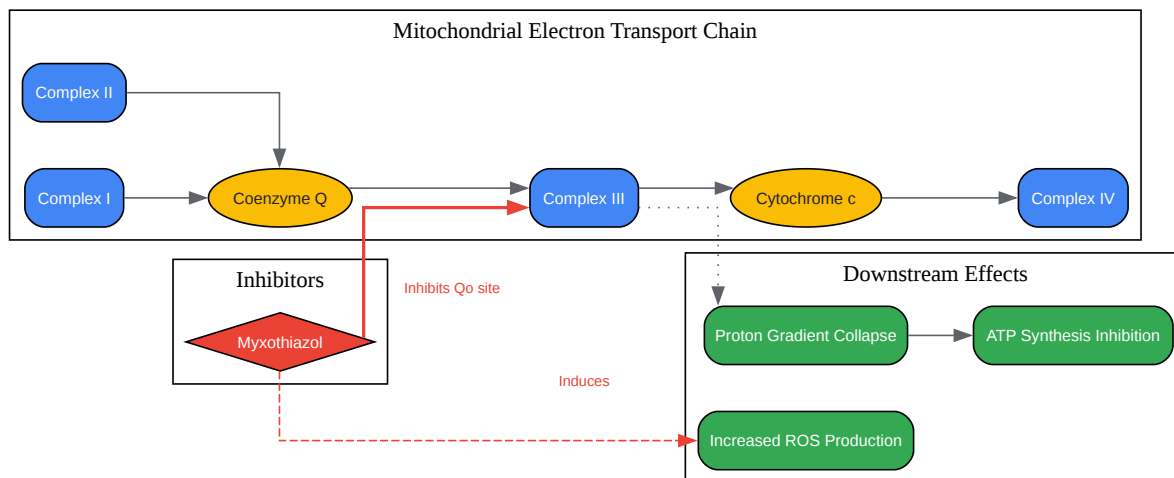 Mitochondrial Electron Transport Chain
Complex II
Complex I
Coenzyme Q
Complex III
Cytochrome c
Complex IV
Inhibitors
Myxothiazol
Inhibits Qo site
Induces
Downstream Effects
Proton Gradient Collapse
ATP Synthesis Inhibition
Increased ROS Production